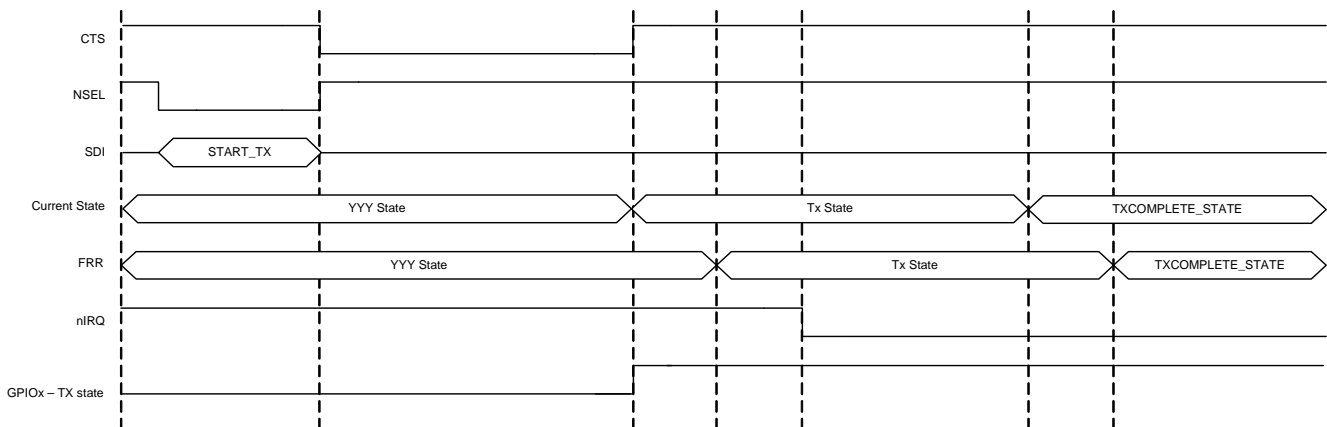 CTS
NSEL
SDI
START_TX
Current State
YYY State
Tx State
TXCOMPLETE_STATE
FRR
YYY State
Tx State
TXCOMPLETE_STATE
nIRQ
GPIOx – TX state